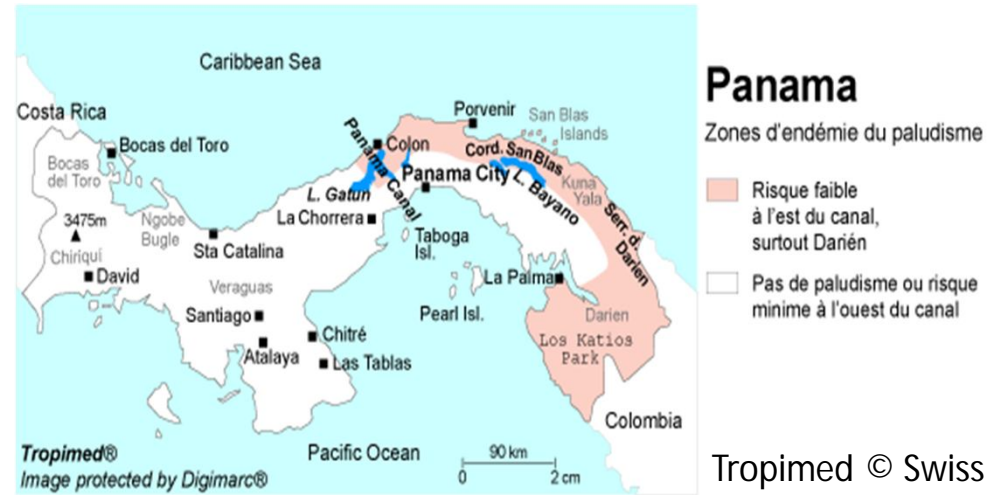 Caribbean Sea
Costa Rica
Bocas del Toro
Bocas
del Toro
3475m
Chiriquí
David
Ngobe
Bugle
Sta Catalina
Veraguas
Santiago
Atalaya
Chitré
Las Tablas
Panama Canal
Colon
L. Gatun
La Chorrera
Panama City
Porvenir
San Blas
Islands
Cord. San Blas
L. Bayano
Kuna
Yala
Serr. d.
Darien
Taboga
Isl.
Pearl Isl.
La Palma
Darien
Los Katios
Park
Colombia
Pacific Ocean
90 km
0
2 cm
Tropimed®
Image protected by Digimarc®
Panama
Zones d'endémie du paludisme
Risque faible
à l'est du canal,
surtout Darién
Pas de paludisme ou risque
minime à l'ouest du canal
Tropimed © Swiss